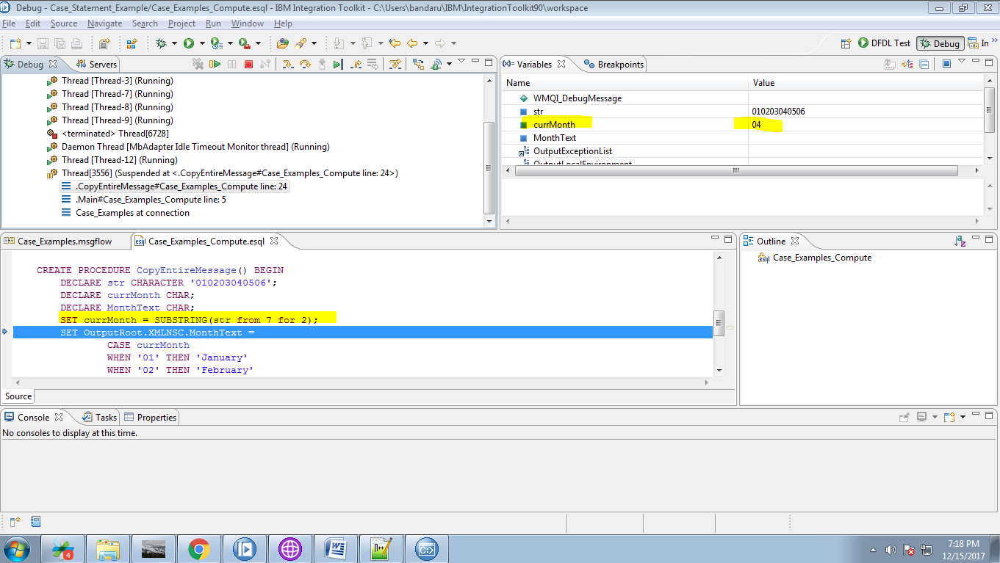 Debug - Case_Statement_Example/Case_Examples_Compute.esql - IBM Integration Toolkit - C:\Users\bandaru\IBM\IntegrationToolkit90\workspace
File Edit Source Navigate Search Project Run Window Help
DFDL Test Debug In
Debug Servers
Thread [Thread-3] (Running)
Thread [Thread-7] (Running)
Thread [Thread-8] (Running)
Thread [Thread-9] (Running)
<terminated> Thread[6728]
Daemon Thread [MbAdapter Idle Timeout Monitor thread] (Running)
Thread [Thread-12] (Running)
Thread[3556] (Suspended at <.CopyEntireMessage#Case_Examples_Compute line: 24>)
.CopyEntireMessage#Case_Examples_Compute line: 24
.Main#Case_Examples_Compute line: 5
Case_Examples at connection
(x)= Variables Breakpoints
Name Value
WMQI_DebugMessage
str 010203040506
currMonth 04
MonthText
OutputExceptionList
OutputLocalEnvironment
Case_Examples.msgflow Case_Examples_Compute.esql
CREATE PROCEDURE CopyEntireMessage() BEGIN
DECLARE str CHARACTER '010203040506';
DECLARE currMonth CHAR;
DECLARE MonthText CHAR;
SET currMonth = SUBSTRING(str from 7 for 2);
SET OutputRoot.XMLNSC.MonthText =
CASE currMonth
WHEN '01' THEN 'January'
WHEN '02' THEN 'February'
Source
Outline
Case_Examples_Compute
Console Tasks Properties
No consoles to display at this time.
4
7:18 PM
12/15/2017